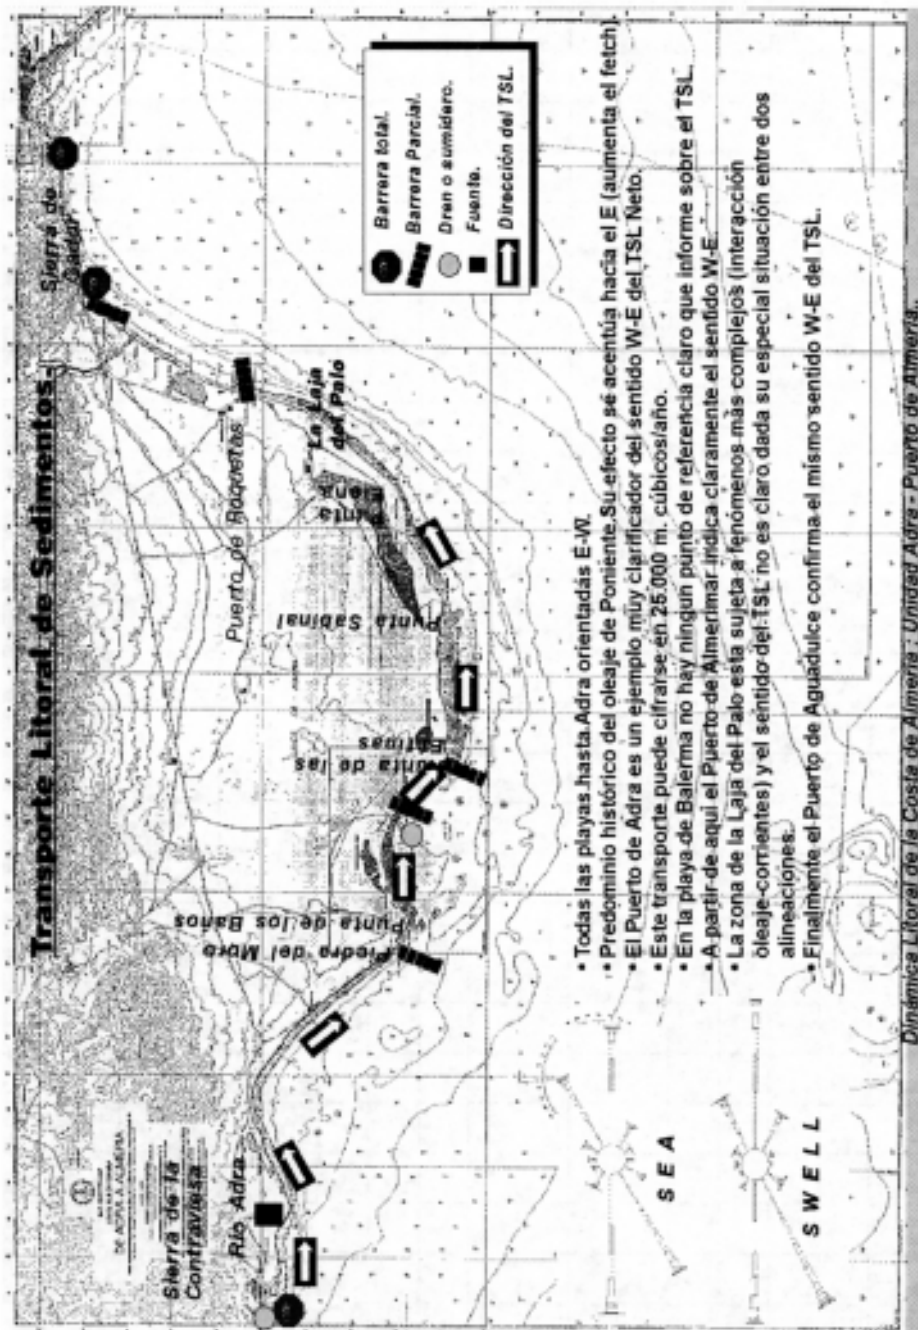 Transporte Litoral de Sedimentos.
Sierra de
Gádor
Sierra de la
Contraviesa
DE ADRA A ALMERIA
Río Adra
Piedra del Moro
Punta de los Baños
Punta de las
Entinas
Punta Sabinal
Punta
Elena
La Laja
del Palo
Puerto de Roquetas
Barrera total.
Barrera Parcial.
Dren o sumidero.
Fuente.
Dirección del TSL.
SEA
SWELL
• Todas las playas hasta Adra orientadas E-W.
• Predominio histórico del oleaje de Poniente.Su efecto se acentúa hacia el E (aumenta el fetch).
• El Puerto de Adra es un ejemplo muy clarificador del sentido W-E del TSL Neto.
• Este transporte puede cifrarse en 25.000 m. cúbicos/año.
• En la playa de Balerma no hay ningún punto de referencia claro que informe sobre el TSL.
• A partir de aquí el Puerto de Almerimar indica claramente el sentido W-E.
• La zona de la Laja del Palo esta sujeta a fenómenos más complejos (interacción
oleaje-corrientes) y el sentido del TSL no es claro dada su especial situación entre dos
alineaciones.
• Finalmente el Puerto de Aguadulce confirma el mismo sentido W-E del TSL.
Dinámica Litoral de la Costa de Almería : Unidad Adra- Puerto de Almería.